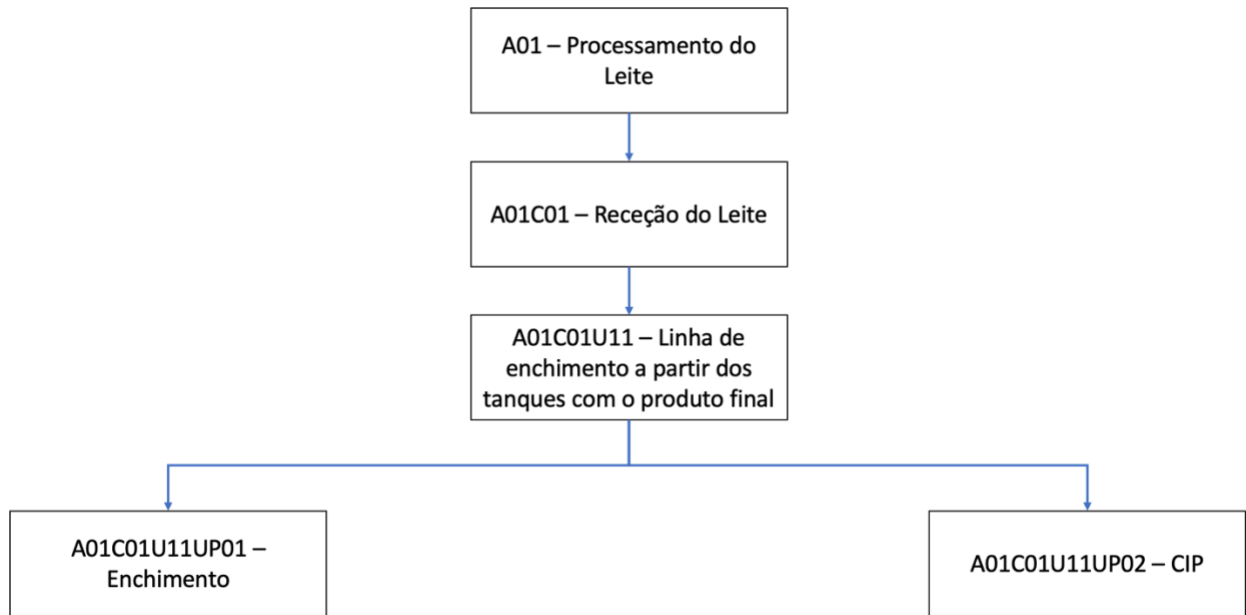 A01 – Processamento do
Leite
A01C01 – Receção do Leite
A01C01U11 – Linha de
enchimento a partir dos
tanques com o produto final
A01C01U11UP01 –
Enchimento
A01C01U11UP02 – CIP